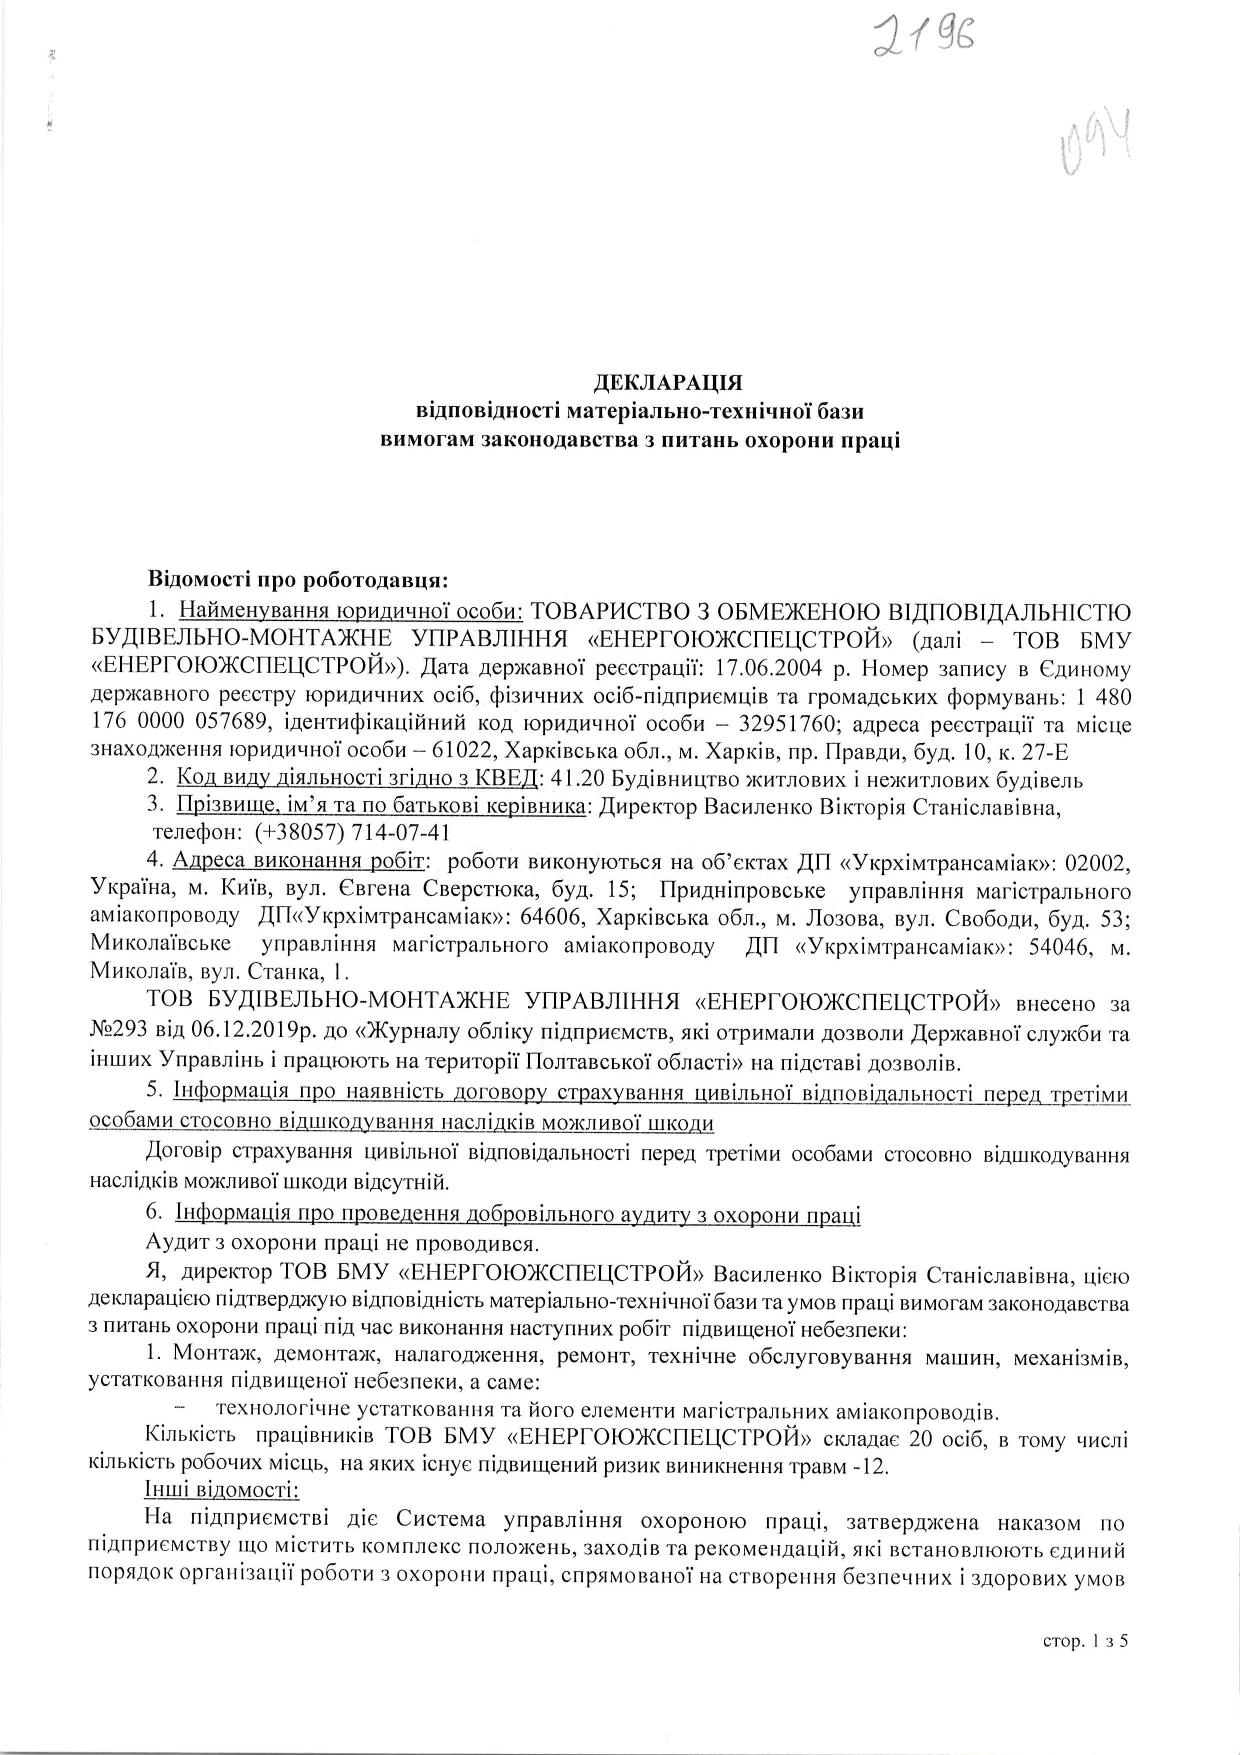 2196
094
ДЕКЛАРАЦІЯ
відповідності матеріально-технічної бази
вимогам законодавства з питань охорони праці
Відомості про роботодавця:
1. Найменування юридичної особи: ТОВАРИСТВО З ОБМЕЖЕНОЮ ВІДПОВІДАЛЬНІСТЮ
БУДІВЕЛЬНО-МОНТАЖНЕ УПРАВЛІННЯ «ЕНЕРГОЮЖСПЕЦСТРОЙ» (далі – ТОВ БМУ
«ЕНЕРГОЮЖСПЕЦСТРОЙ»). Дата державної реєстрації: 17.06.2004 р. Номер запису в Єдиному
державного реєстру юридичних осіб, фізичних осіб-підприємців та громадських формувань: 1 480
176 0000 057689, ідентифікаційний код юридичної особи – 32951760; адреса реєстрації та місце
знаходження юридичної особи – 61022, Харківська обл., м. Харків, пр. Правди, буд. 10, к. 27-Е
2. Код виду діяльності згідно з КВЕД: 41.20 Будівництво житлових і нежитлових будівель
3. Прізвище, ім’я та по батькові керівника: Директор Василенко Вікторія Станіславівна,
телефон: (+38057) 714-07-41
4. Адреса виконання робіт: роботи виконуються на об’єктах ДП «Укрхімтрансаміак»: 02002,
Україна, м. Київ, вул. Євгена Сверстюка, буд. 15; Придніпровське управління магістрального
аміакопроводу ДП«Укрхімтрансаміак»: 64606, Харківська обл., м. Лозова, вул. Свободи, буд. 53;
Миколаївське управління магістрального аміакопроводу ДП «Укрхімтрансаміак»: 54046, м.
Миколаїв, вул. Станка, 1.
ТОВ БУДІВЕЛЬНО-МОНТАЖНЕ УПРАВЛІННЯ «ЕНЕРГОЮЖСПЕЦСТРОЙ» внесено за
№293 від 06.12.2019р. до «Журналу обліку підприємств, які отримали дозволи Державної служби та
інших Управлінь і працюють на території Полтавської області» на підставі дозволів.
5. Інформація про наявність договору страхування цивільної відповідальності перед третіми
особами стосовно відшкодування наслідків можливої шкоди
Договір страхування цивільної відповідальності перед третіми особами стосовно відшкодування
наслідків можливої шкоди відсутній.
6. Інформація про проведення добровільного аудиту з охорони праці
Аудит з охорони праці не проводився.
Я, директор ТОВ БМУ «ЕНЕРГОЮЖСПЕЦСТРОЙ» Василенко Вікторія Станіславівна, цією
декларацією підтверджую відповідність матеріально-технічної бази та умов праці вимогам законодавства
з питань охорони праці під час виконання наступних робіт підвищеної небезпеки:
1. Монтаж, демонтаж, налагодження, ремонт, технічне обслуговування машин, механізмів,
устатковання підвищеної небезпеки, а саме:
– технологічне устатковання та його елементи магістральних аміакопроводів.
Кількість працівників ТОВ БМУ «ЕНЕРГОЮЖСПЕЦСТРОЙ» складає 20 осіб, в тому числі
кількість робочих місць, на яких існує підвищений ризик виникнення травм -12.
Інші відомості:
На підприємстві діє Система управління охороною праці, затверджена наказом по
підприємству що містить комплекс положень, заходів та рекомендацій, які встановлюють єдиний
порядок організації роботи з охорони праці, спрямованої на створення безпечних і здорових умов
стор. 1 з 5